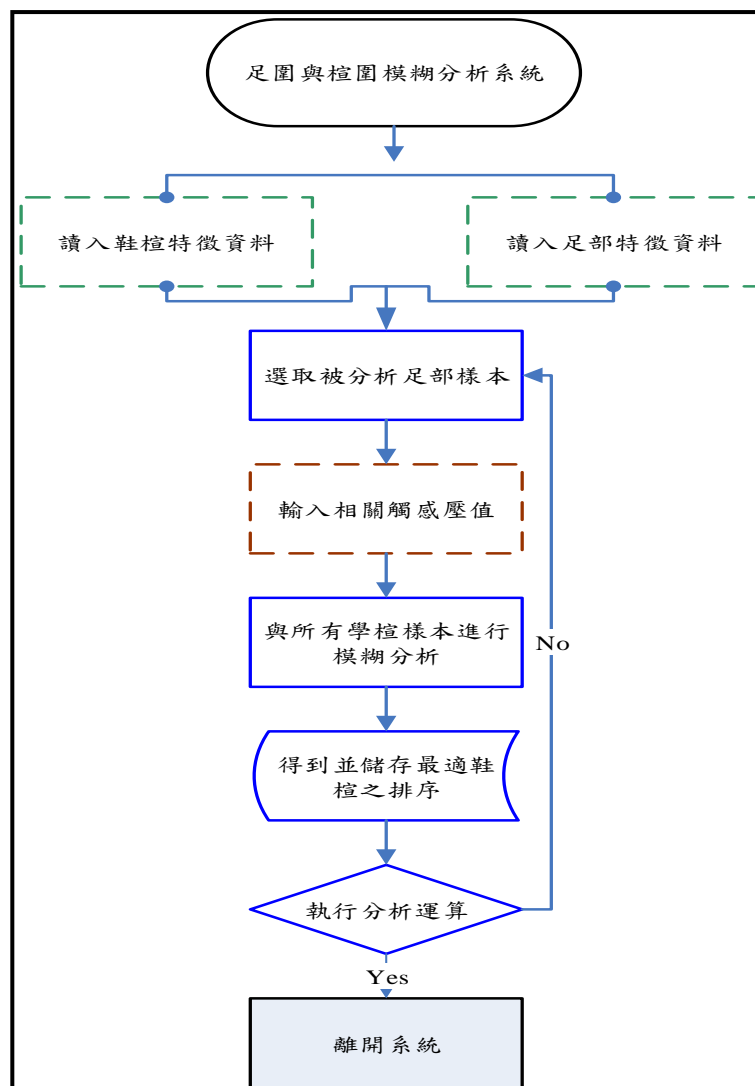 足圍與楦圍模糊分析系統
讀入鞋楦特徵資料
讀入足部特徵資料
選取被分析足部樣本
輸入相關觸感壓值
與所有學楦樣本進行
模糊分析
No
得到並儲存最適鞋
楦之排序
執行分析運算
Yes
離開系統